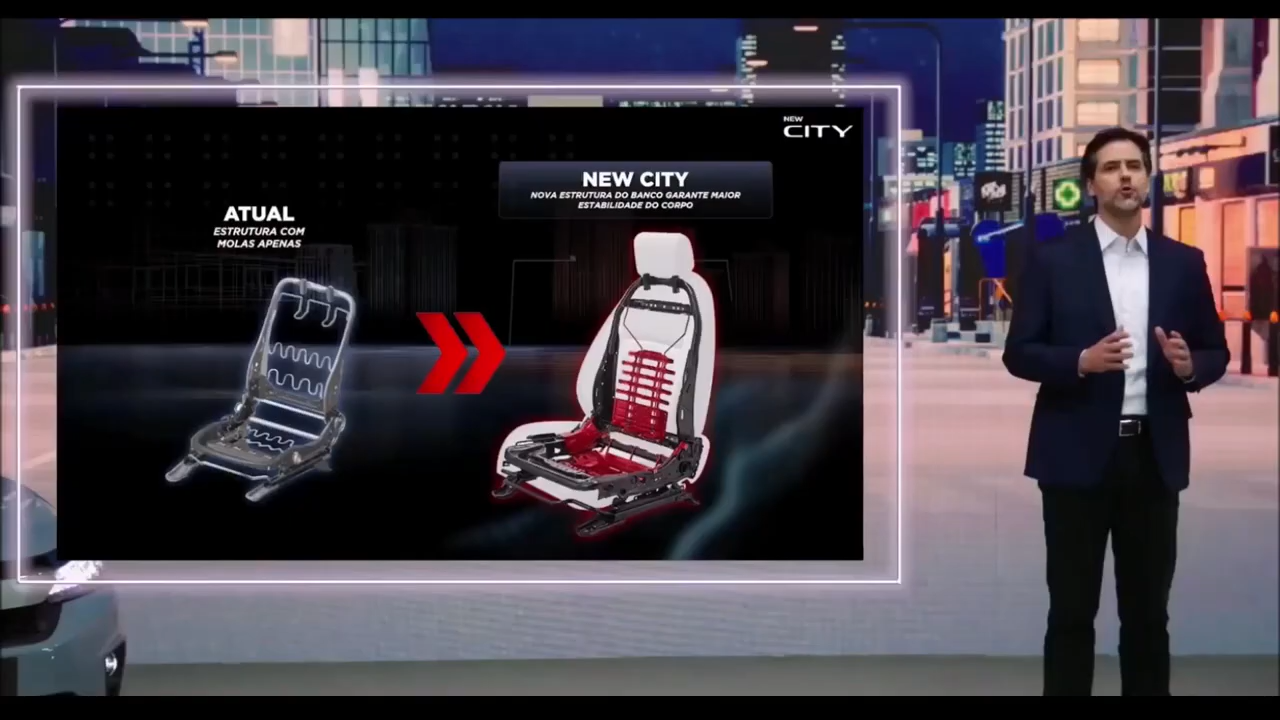 NEW
CITY
ATUAL
ESTRUTURA COM
MOLAS APENAS
NEW CITY
NOVA ESTRUTURA DO BANCO GARANTE MAIOR
ESTABILIDADE DO CORPO